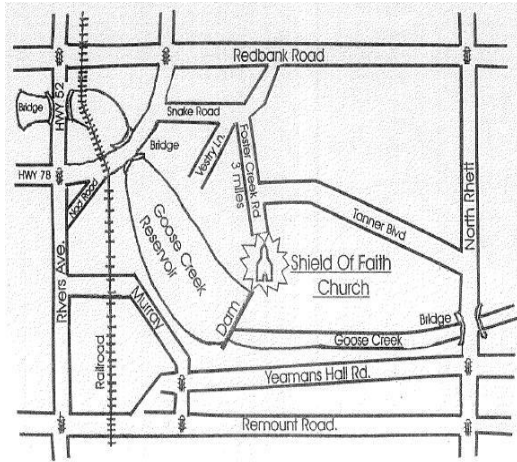 Redbank Road
HWY 52
Bridge
Snake Road
Vestry Ln.
Foster Creek Rd
3 miles
Bridge
HWY 78
Nad Road
North Rhett
Tanner Blvd
Goose Creek
Reservoir
Rivers Ave.
Shield Of Faith
Church
Murray
Dam
Bridge
Goose Creek
Railroad
Yeamans Hall Rd.
Remount Road.